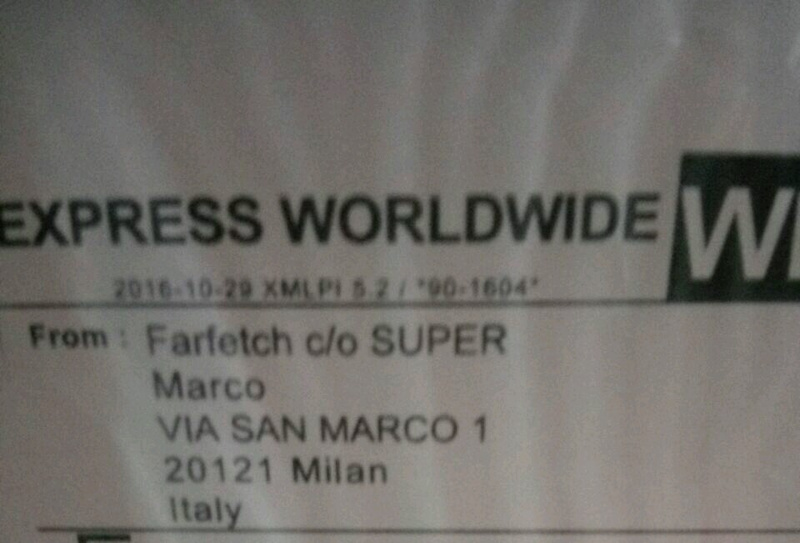 EXPRESS WORLDWIDE
2016-10-29 XMLPI 5.2 / *90-1604*
From : Farfetch c/o SUPER
Marco
VIA SAN MARCO 1
20121 Milan
Italy